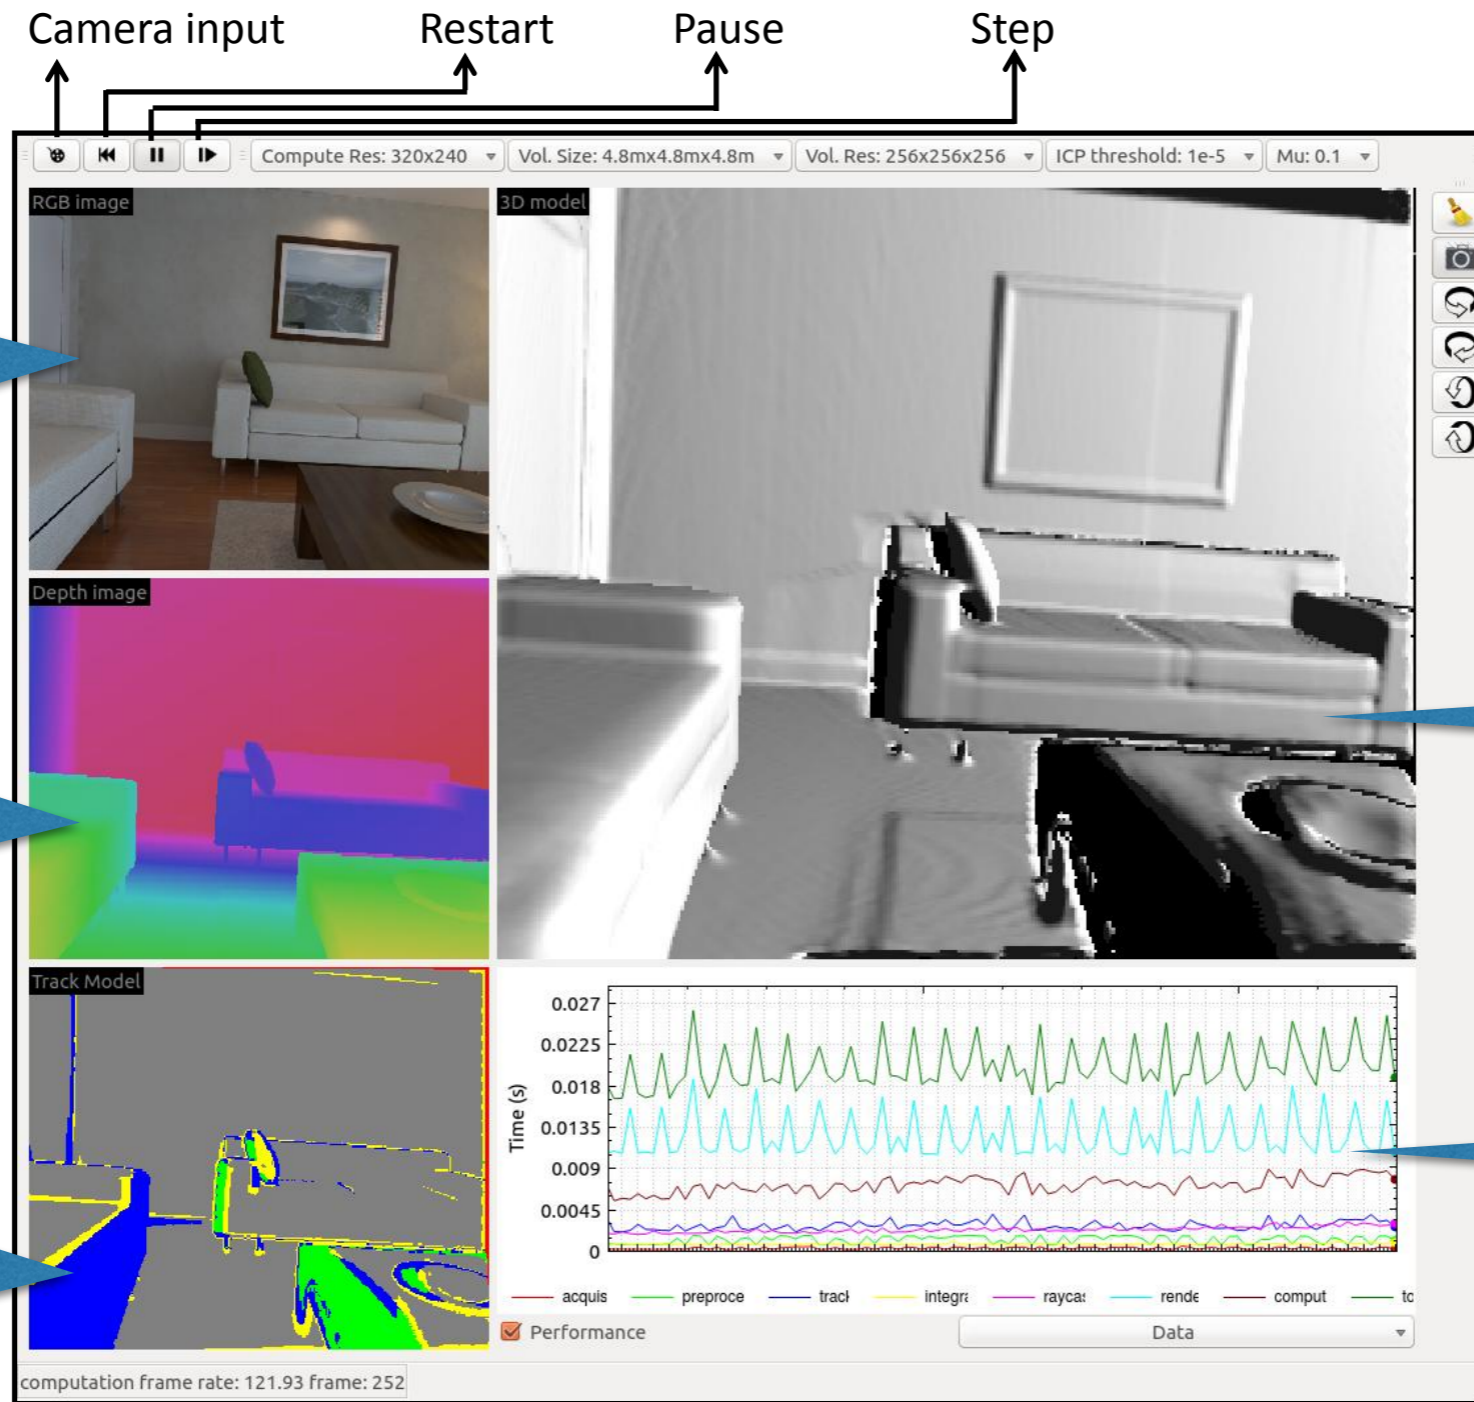 Camera input Restart Pause Step
Compute Res: 320x240 Vol. Size: 4.8mx4.8mx4.8m Vol. Res: 256x256x256 ICP threshold: 1e-5 Mu: 0.1
RGB image
3D model
Depth image
Track Model
0.027
0.0225
0.018
0.0135
0.009
0.0045
0
Time (s)
acquis preproce track integra raycas rende comput to
Performance Data
computation frame rate: 121.93 frame: 252